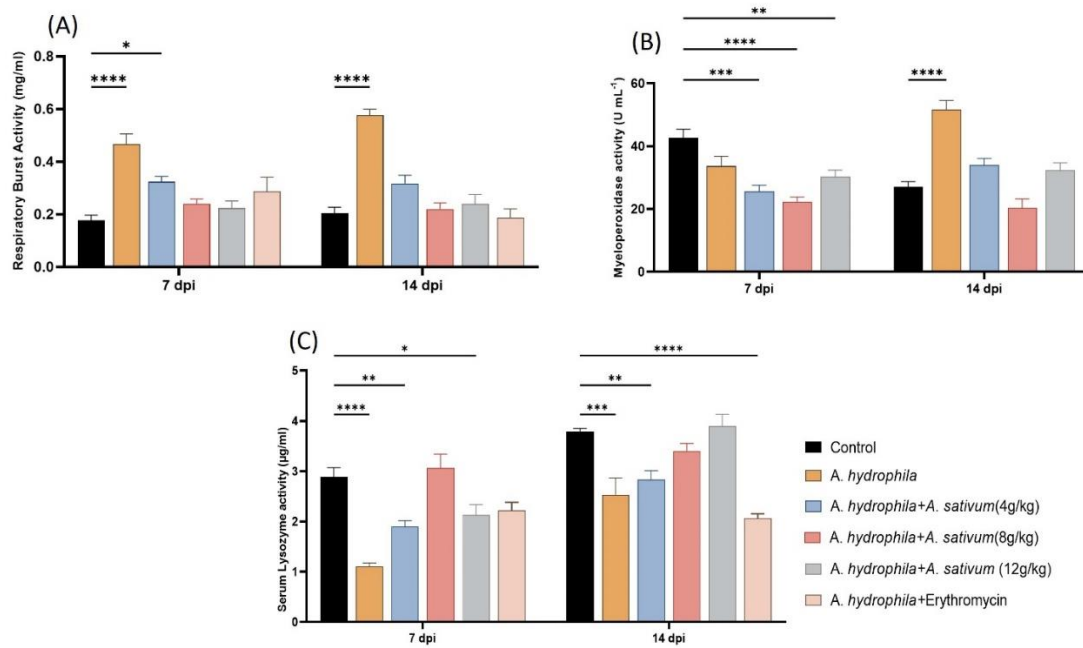 (A)
Respiratory Burst Activity (mg/ml)
0.8
0.6
0.4
0.2
0.0
*
****
****
7 dpi
14 dpi
(B)
Myeloperoxidase activity (U mL⁻¹)
60
40
20
0
**
****
***
****
7 dpi
14 dpi
(C)
Serum Lysozyme activity (µg/ml)
5
4
3
2
1
0
*
**
****
****
**
***
7 dpi
14 dpi
Control
A. hydrophila
A. hydrophila+A. sativum(4g/kg)
A. hydrophila+A. sativum(8g/kg)
A. hydrophila+A. sativum (12g/kg)
A. hydrophila+Erythromycin